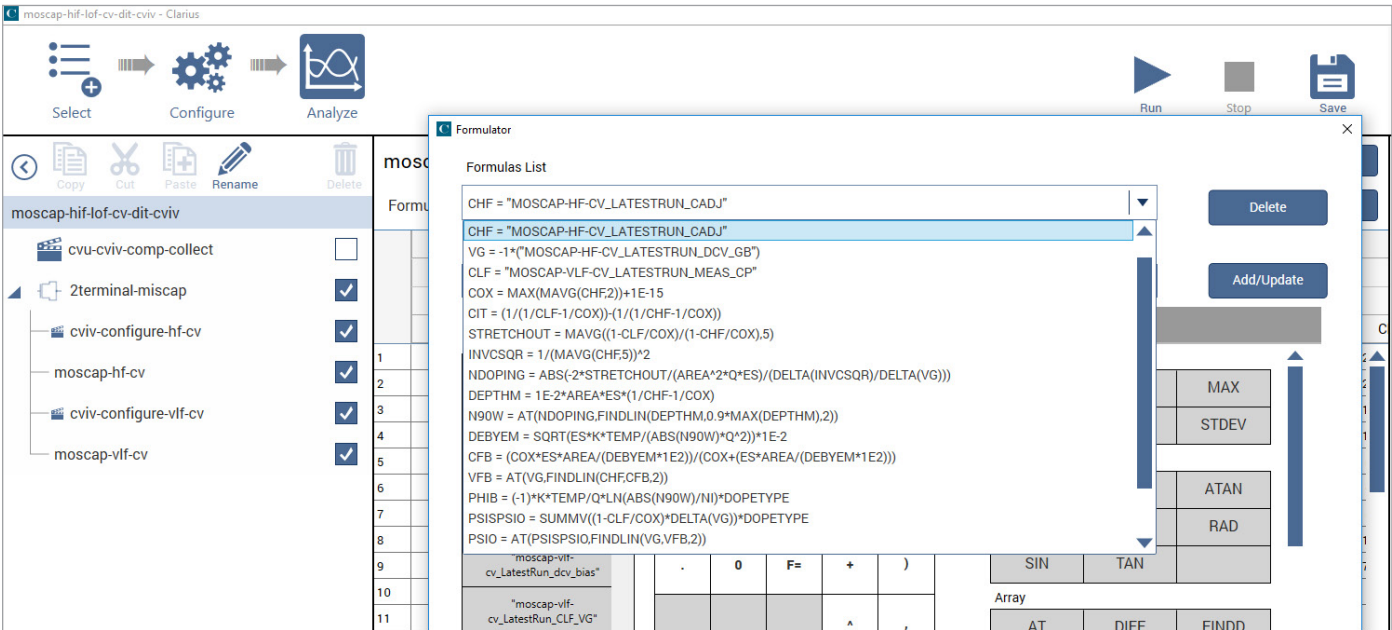 moscap-hif-lof-cv-dit-cviv - Clarius
Select
Configure
Analyze
Run
Stop
Save
Copy
Cut
Paste
Rename
Delete
moscap-hif-lof-cv-dit-cviv
cvu-cviv-comp-collect
2terminal-miscap
cviv-configure-hf-cv
moscap-hf-cv
cviv-configure-vlf-cv
moscap-vlf-cv
mosc
Formu
1
2
3
4
5
6
7
8
9
10
11
C Formulator
Formulas List
CHF = "MOSCAP-HF-CV_LATESTRUN_CADJ"
Delete
CHF = "MOSCAP-HF-CV_LATESTRUN_CADJ"
VG = -1*("MOSCAP-HF-CV_LATESTRUN_DCV_GB")
CLF = "MOSCAP-VLF-CV_LATESTRUN_MEAS_CP"
Add/Update
COX = MAX(MAVG(CHF,2))+1E-15
CIT = (1/(1/CLF-1/COX))-(1/(1/CHF-1/COX))
STRETCHOUT = MAVG((1-CLF/COX)/(1-CHF/COX),5)
INVCSQR = 1/(MAVG(CHF,5))^2
NDOPING = ABS(-2*STRETCHOUT/(AREA^2*Q*ES)/(DELTA(INVCSQR)/DELTA(VG)))
DEPTHM = 1E-2*AREA*ES*(1/CHF-1/COX)
N90W = AT(NDOPING,FINDLIN(DEPTHM,0.9*MAX(DEPTHM),2))
DEBYEM = SQRT(ES*K*TEMP/(ABS(N90W)*Q^2))*1E-2
CFB = (COX*ES*AREA/(DEBYEM*1E2))/(COX+(ES*AREA/(DEBYEM*1E2)))
VFB = AT(VG,FINDLIN(CHF,CFB,2))
PHIB = (-1)*K*TEMP/Q*LN(ABS(N90W)/NI)*DOPETYPE
PSISPSIO = SUMMV((1-CLF/COX)*DELTA(VG))*DOPETYPE
PSIO = AT(PSISPSIO,FINDLIN(VG,VFB,2))
MAX
STDEV
ATAN
RAD
SIN
TAN
Array
AT
DIFF
FINDD
"moscap-vlf-
cv_LatestRun_dcv_bias"
"moscap-vlf-
cv_LatestRun_CLF_VG"
. 0 F= + )
^ ,
C